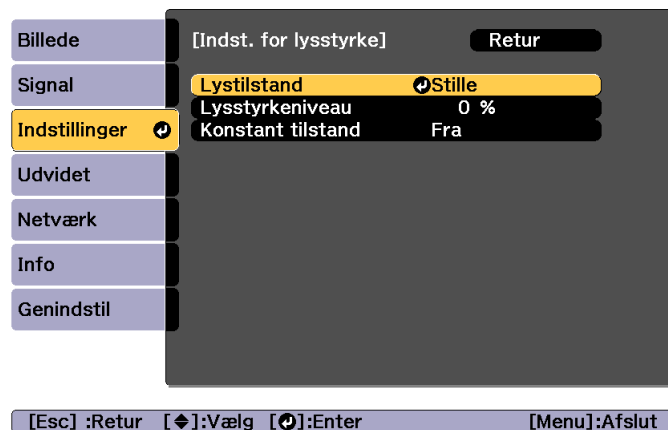 Billede
Signal
Indstillinger
Udvidet
Netværk
Info
Genindstil
[Indst. for lysstyrke] Retur
Lystilstand Stille
Lysstyrkeniveau 0 %
Konstant tilstand Fra
[Esc] :Retur [ ]:Vælg [ ]:Enter [Menu]:Afslut